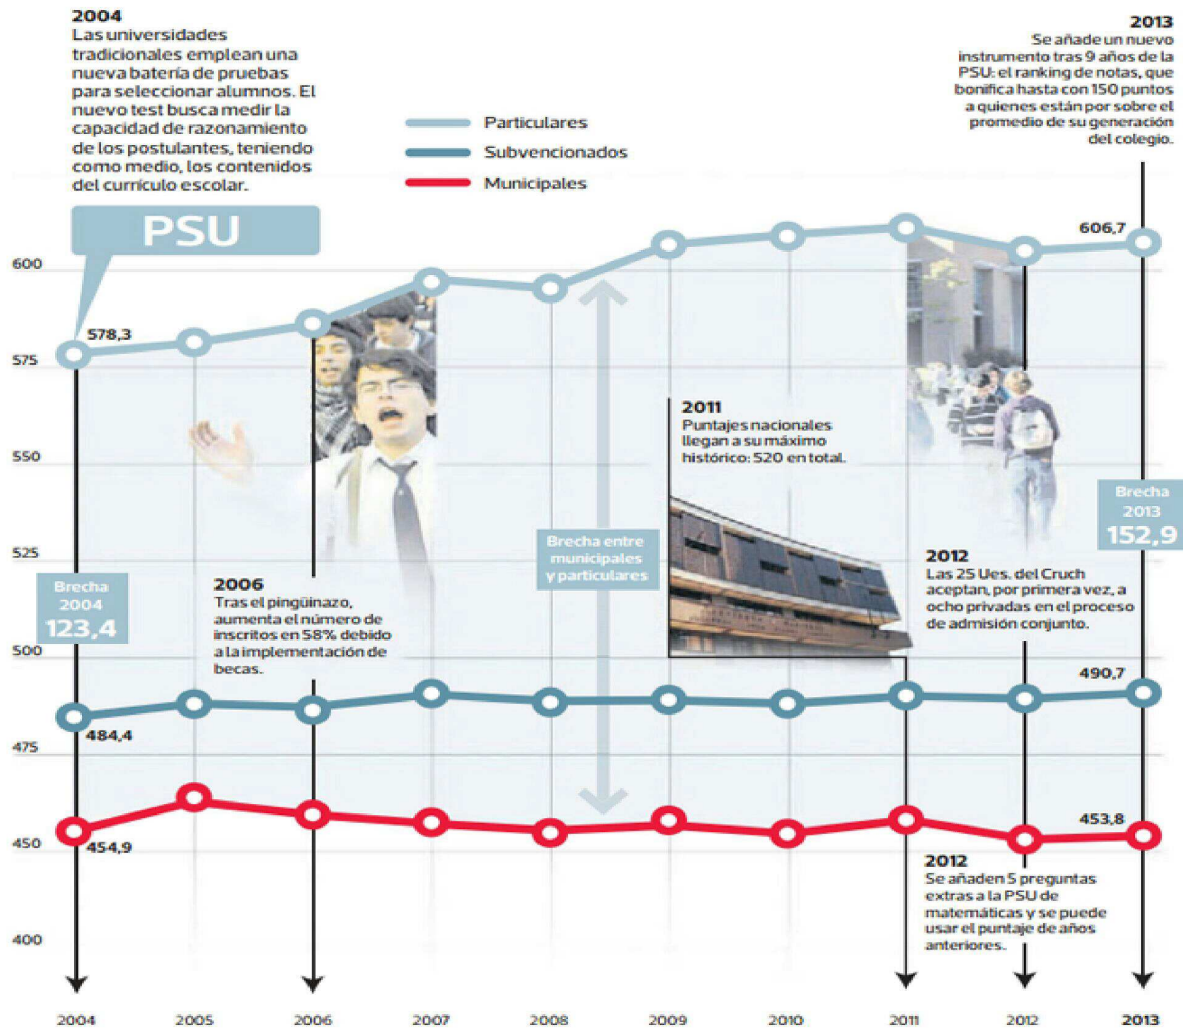 2004
Las universidades
tradicionales emplean una
nueva batería de pruebas
para seleccionar alumnos. El
nuevo test busca medir la
capacidad de razonamiento
de los postulantes, teniendo
como medio, los contenidos
del currículo escolar.
PSU
Particulares
Subvencionados
Municipales
2013
Se añade un nuevo
instrumento tras 9 años de la
PSU: el ranking de notas, que
bonifica hasta con 150 puntos
a quienes están por sobre el
promedio de su generación
del colegio.
600
575
550
525
500
475
450
400
578,3
606,7
2011
Puntajes nacionales
llegan a su máximo
histórico: 520 en total.
Brecha
2013
152,9
Brecha entre
municipales
y particulares
2012
Las 25 Ues. del Cruch
aceptan, por primera vez, a
ocho privadas en el proceso
de admisión conjunto.
Brecha
2004
123,4
2006
Tras el pingüinazo,
aumenta el número de
inscritos en 58% debido
a la implementación de
becas.
484,4
490,7
454,9
453,8
2012
Se añaden 5 preguntas
extras a la PSU de
matemáticas y se puede
usar el puntaje de años
anteriores.
2004 2005 2006 2007 2008 2009 2010 2011 2012 2013